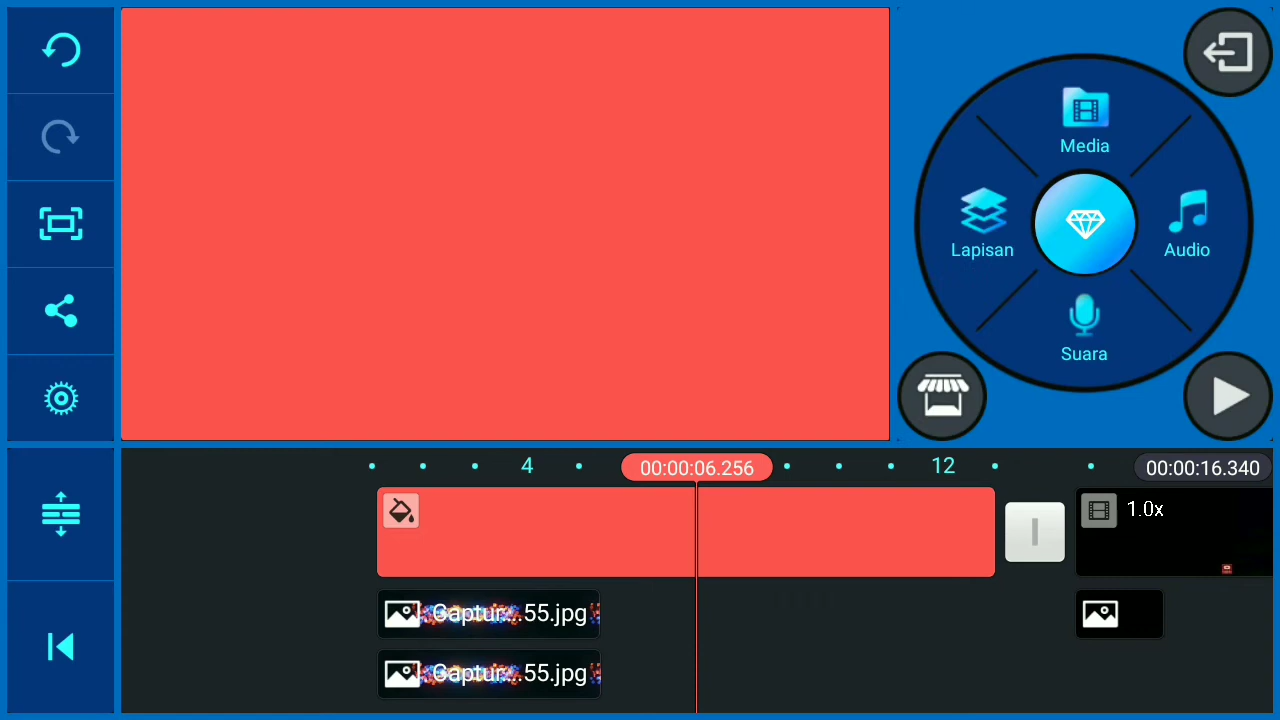 Media
Lapisan
Audio
Suara
4
00:00:06.256
12
00:00:16.340
1.0x
Captur...55.jpg
Captur...55.jpg